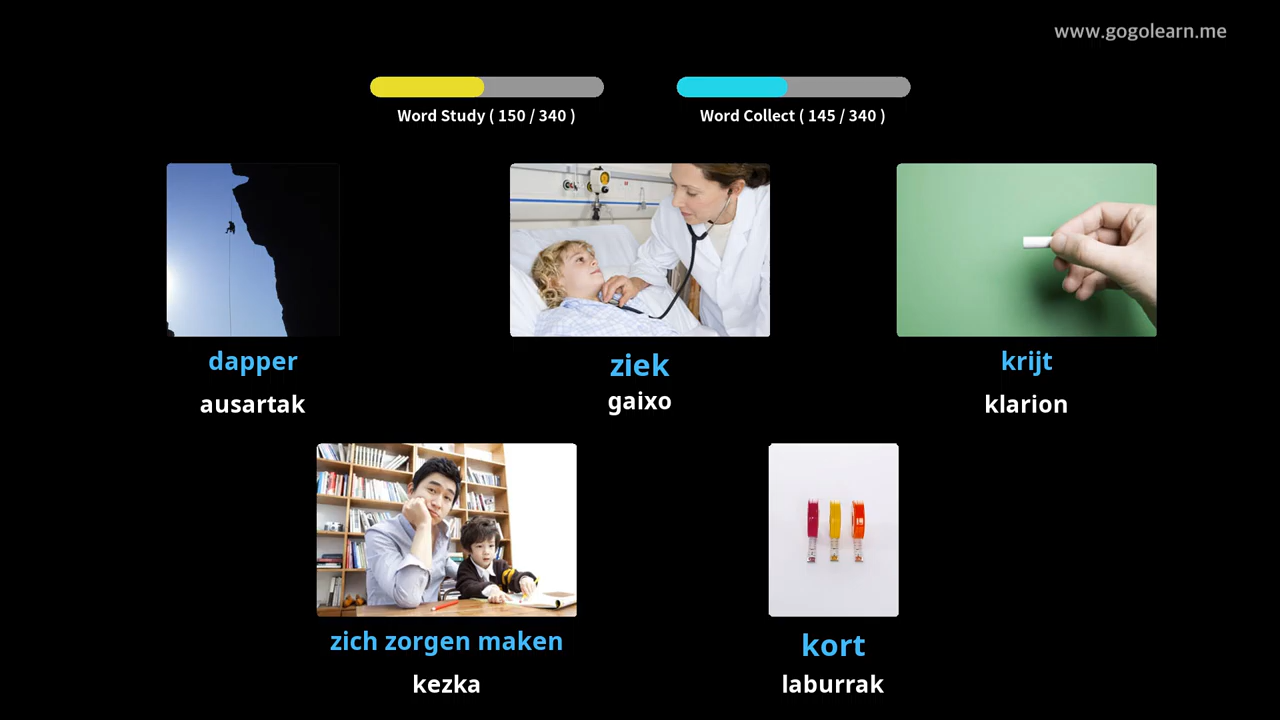 www.gogolearn.me
Word Study ( 150 / 340 )
Word Collect ( 145 / 340 )
dapper
ausartak
ziek
gaixo
krijt
klarion
zich zorgen maken
kezka
kort
laburrak